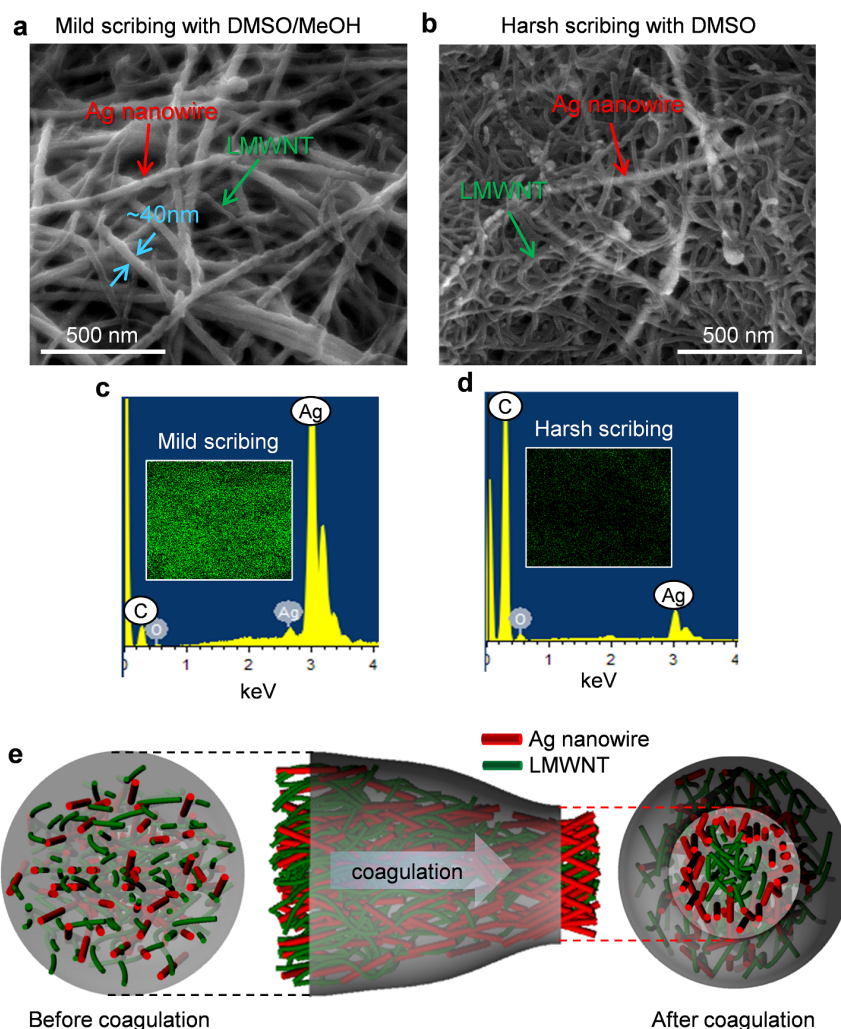 a
Mild scribing with DMSO/MeOH
Ag nanowire
LMWNT
~40nm
500 nm
b
Harsh scribing with DMSO
Ag nanowire
LMWNT
500 nm
c
Ag
Mild scribing
C
O
Ag
0 1 2 3 4
keV
d
C
Harsh scribing
O
Ag
0 1 2 3 4
keV
e
Ag nanowire
LMWNT
coagulation
Before coagulation
After coagulation